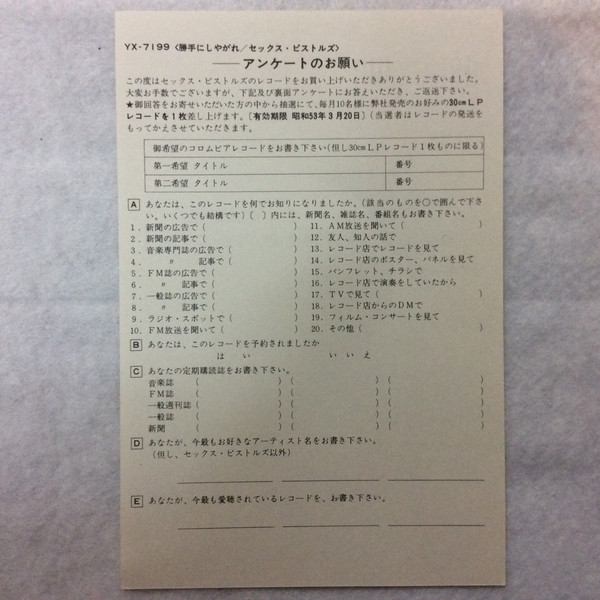 YX-7199〈勝手にしやがれ/セックス・ピストルズ〉
アンケートのお願い
この度はセックス・ピストルズのレコードをお買い上げいただきありがとうございました。
大変お手数でございますが、下記及び裏面アンケートにお答えいただき、ご返送下さい。
★御回答をお寄せいただいた方の中から抽選にて、毎月10名様に弊社発売のお好みの30cmLP
レコードを1枚差し上げます。〔有効期限 昭和53年3月20日〕(当選者はレコードの発送を
もってかえさせていただきます。
御希望のコロムビアレコードをお書き下さい(但し30cmLPレコード1枚ものに限る)
第一希望 タイトル 番号
第二希望 タイトル 番号
A あなたは、このレコードを何でお知りになりましたか。(該当のものを○で囲んで下さ
い。いくつでも結構です)〔 〕内には、新聞名、雑誌名、番組名もお書き下さい。
1. 新聞の広告で( )
2. 新聞の記事で( )
3. 音楽専門誌の広告で( )
4. 〃 記事で( )
5. FM誌の広告で( )
6. 〃 記事で( )
7. 一般誌の広告で( )
8. 〃 記事で( )
9. ラジオ・スポットで( )
10. FM放送を聞いて( )
11. AM放送を聞いて( )
12. 友人、知人の話で
13. レコード店でレコードを見て
14. レコード店のポスター、パネルを見て
15. パンフレット、チラシで
16. レコード店で演奏をしていたから
17. TVで見て( )
18. レコード店からのDMで
19. フィルム・コンサートを見て
20. その他( )
B あなたは、このレコードを予約されましたか
はい いいえ
C あなたの定期購読誌をお書き下さい。
音楽誌 ( ) ( ) ( )
FM誌 ( ) ( ) ( )
一般週刊誌 ( ) ( ) ( )
一般誌 ( ) ( ) ( )
新聞 ( ) ( ) ( )
D あなたが、今最もお好きなアーティスト名をお書き下さい。
(但し、セックス・ピストルズ以外)
E あなたが、今最も愛聴されているレコードを、お書き下さい。